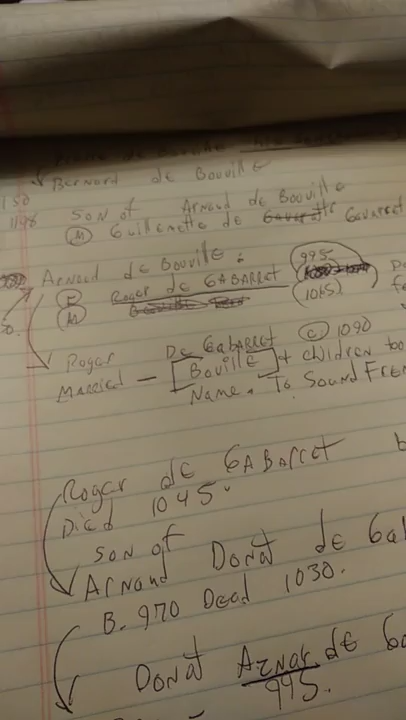 Bernard de Bouville
1150
1148 SON of Arnaud de Bouville
(M) Guillemette de Gavarret
Arnaud de Bouville:
(F) Roger de GABARRET 995
(M) 1045
Roger De Gabarret (c) 1090
MARRIED - Bouville + children too
Name. To SOUND FREN
Roger de GABARRET b
Died 1045.
SON of
ARNAUD DONAT de Gab
B. 970 Dead 1030.
DONAT AZNAR de Ga
995.